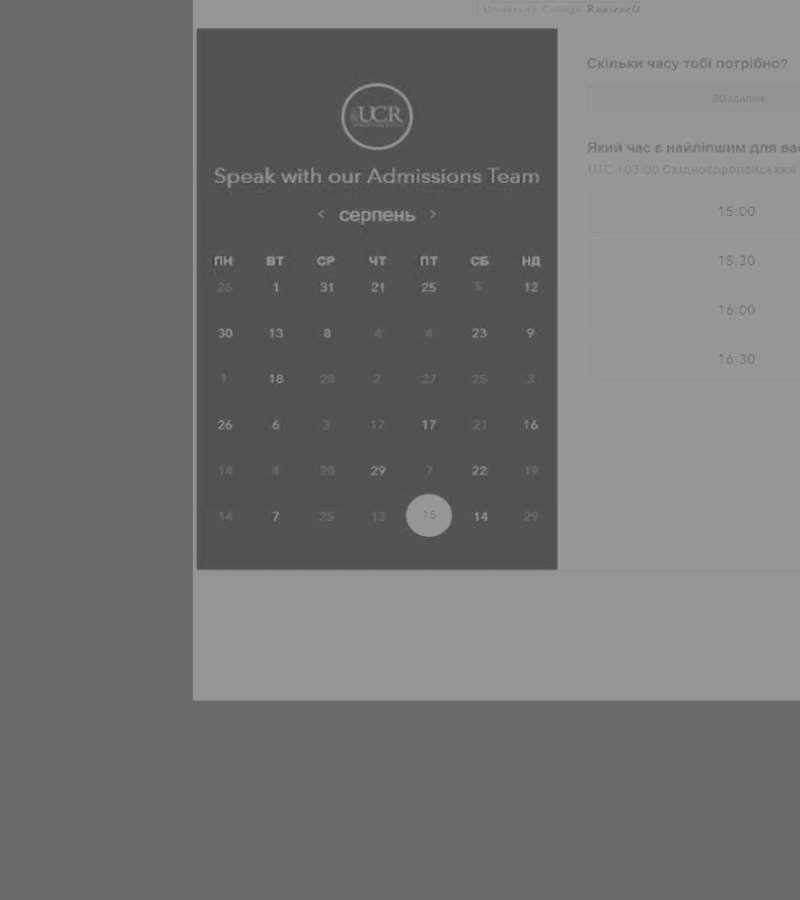 University College Roosevelt
UCR
Speak with our Admissions Team
‹ серпень ›
ПН ВТ СР ЧТ ПТ СБ НД
26 1 31 21 25 5 12
30 13 8 4 4 23 9
1 18 28 2 27 25 3
26 6 3 17 17 21 16
14 4 28 29 7 22 19
14 7 25 13 15 14 29
Скільки часу тобі потрібно?
30 хвилин
Який час є найліпшим для вас
UTC +03:00 Східноєвропейський
15:00
15:30
16:00
16:30